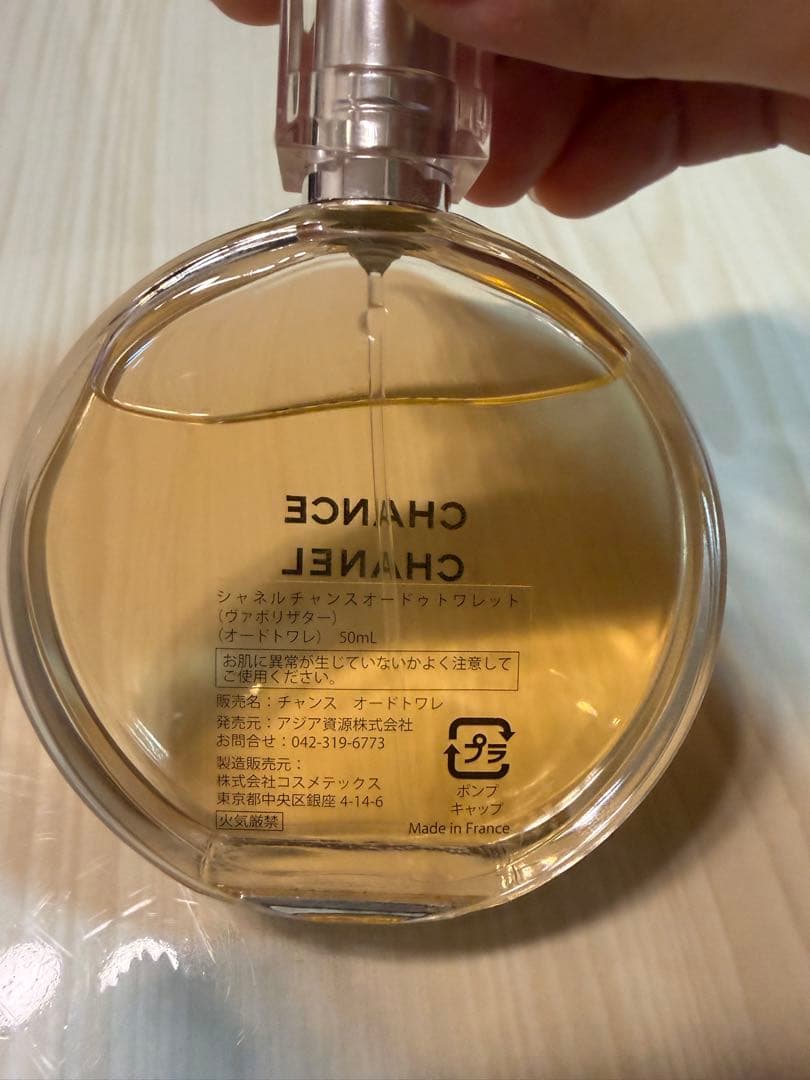 CHANCE
CHANEL
シャネルチャンスオードゥトワレット
（ヴァポリザター）
（オードトワレ） 50mL
お肌に異常が生じていないかよく注意して
ご使用ください。
販売名：チャンス　オードトワレ
発売元：アジア資源株式会社
お問合せ：042-319-6773
製造販売元：
株式会社コスメテックス
東京都中央区銀座 4-14-6
火気厳禁
プラ
ポンプ
キャップ
Made in France